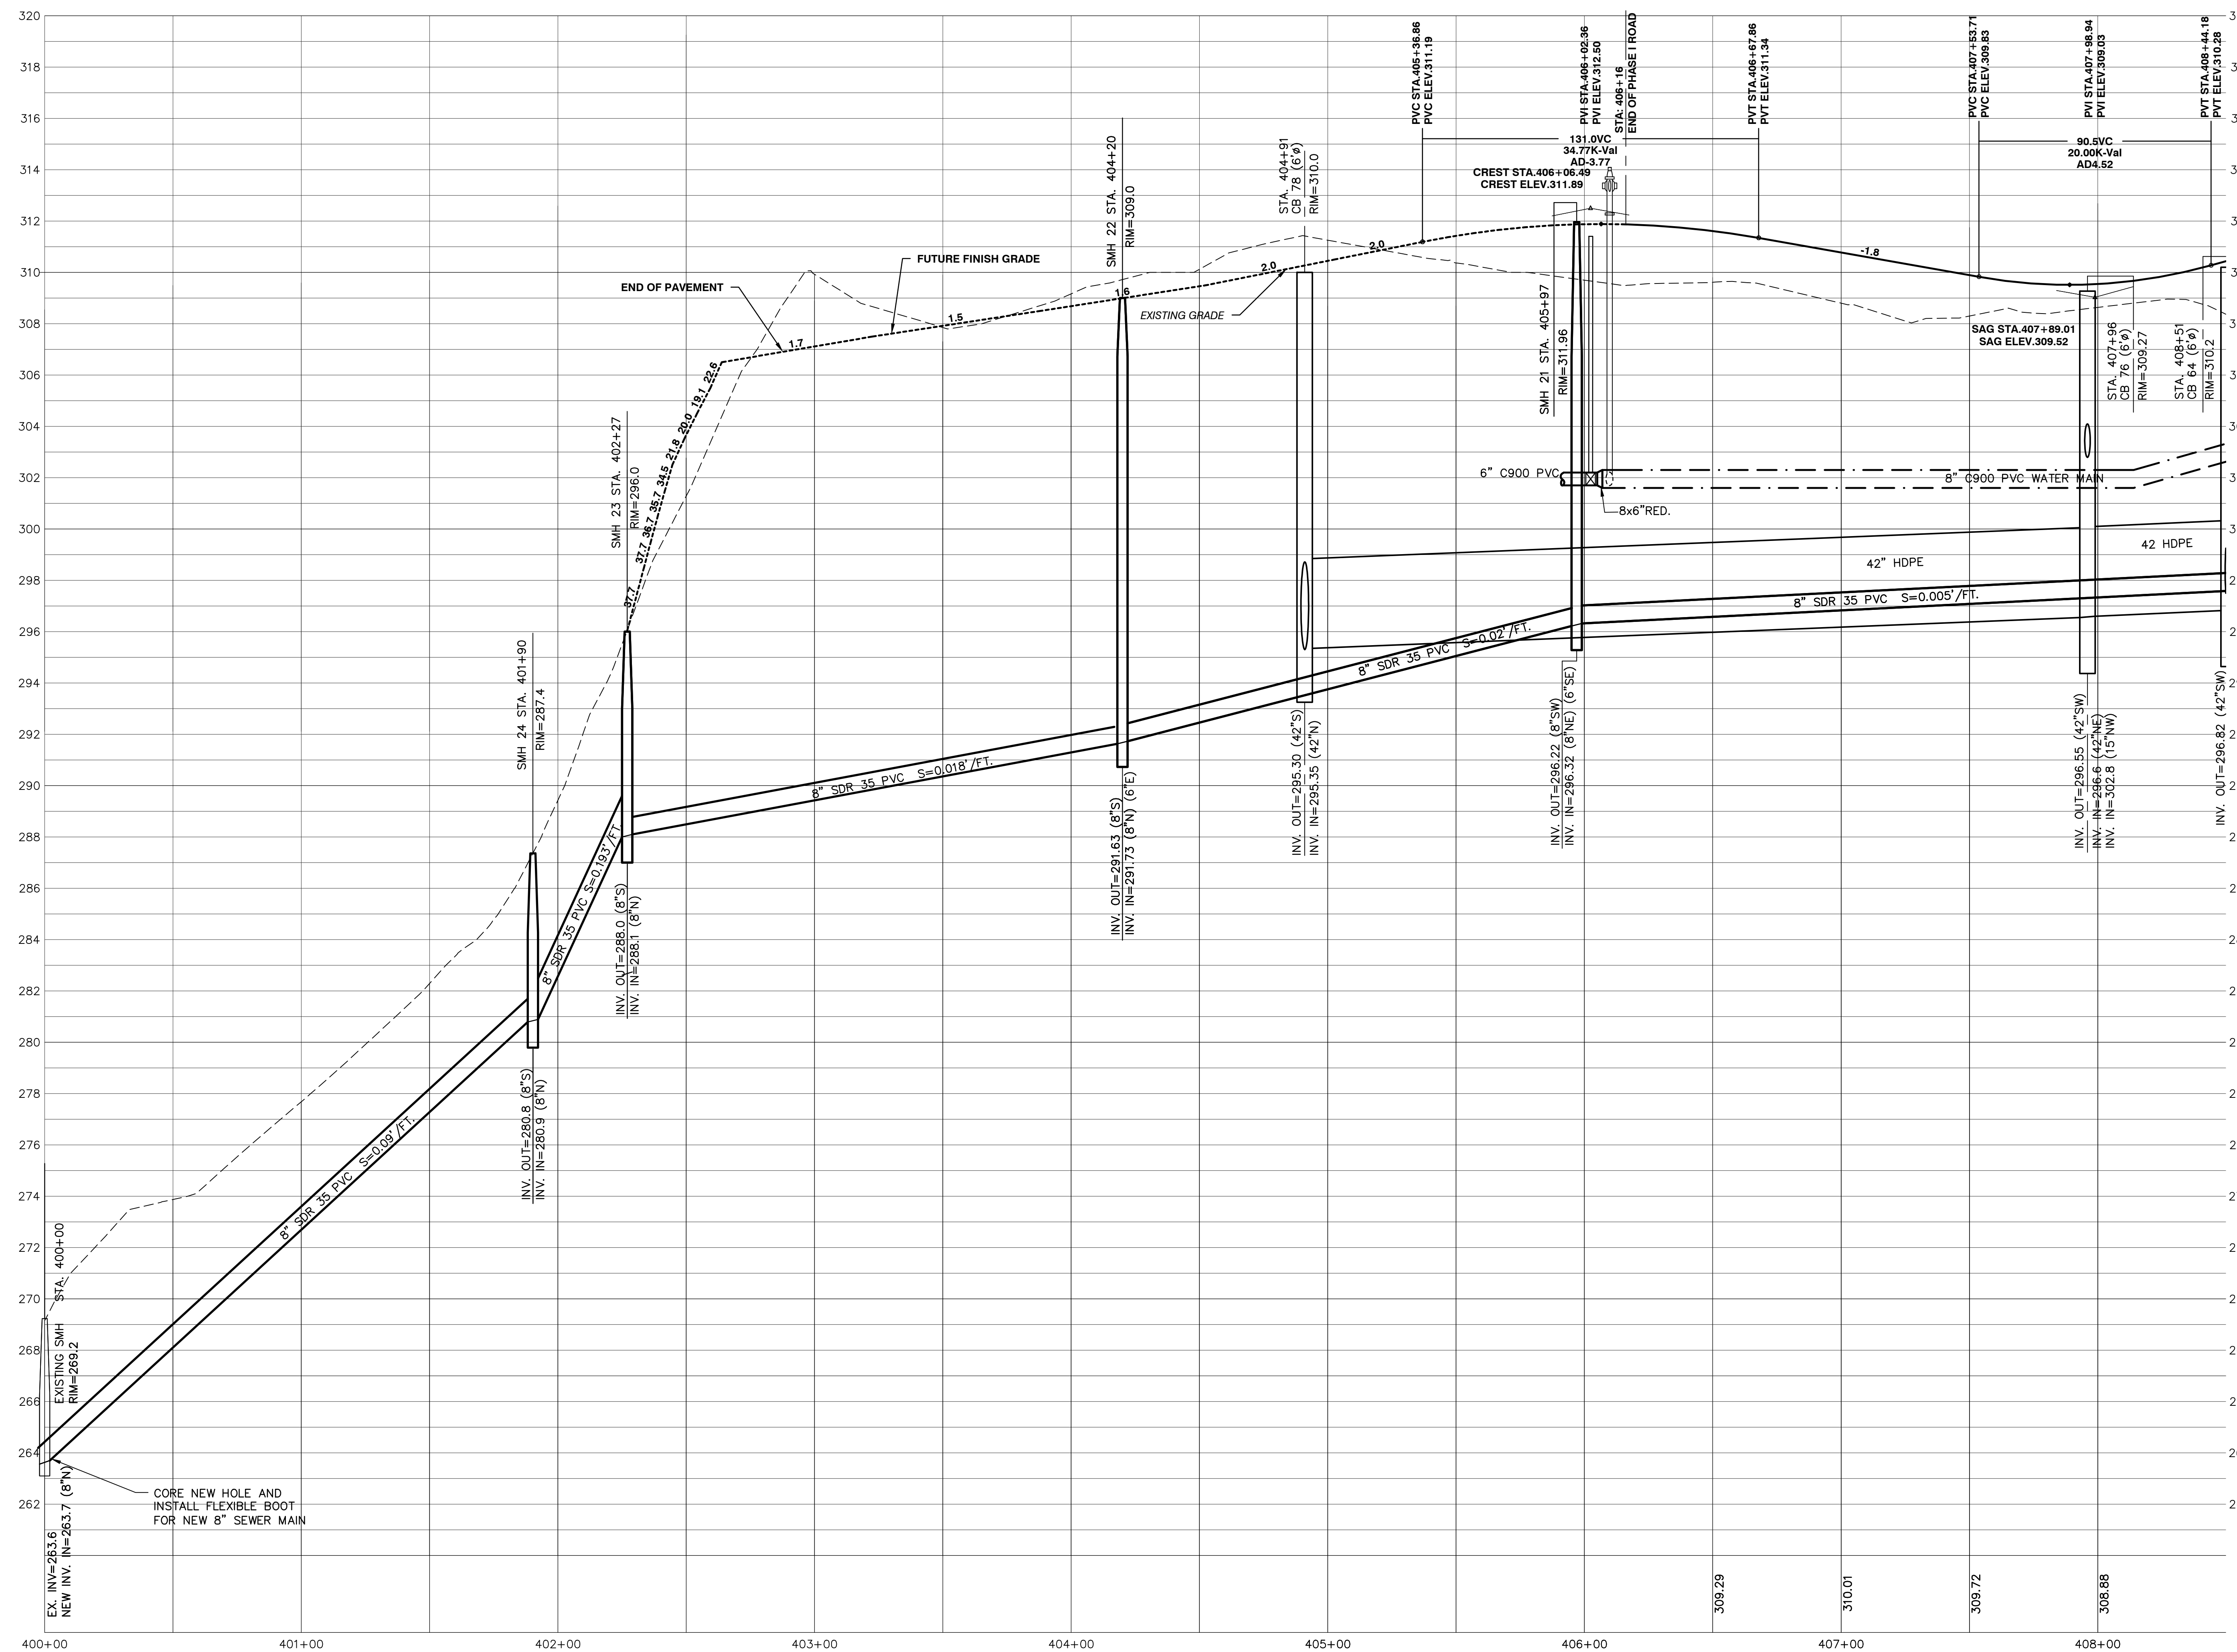 320
318
316
314
312
310
308
306
304
302
300
298
296
294
292
290
288
286
284
282
280
278
276
274
272
270
268
266
264
262
400+00
401+00
402+00
403+00
404+00
405+00
406+00
407+00
408+00
EXISTING SMH STA. 400+00
RIM=269.2
EX. INV=263.6
NEW INV. IN=263.7 (8"N)
CORE NEW HOLE AND
INSTALL FLEXIBLE BOOT
FOR NEW 8" SEWER MAIN
8" SDR 35 PVC S=0.09'/FT.
SMH 24 STA. 401+90
RIM=287.4
INV. OUT=280.8 (8"S)
INV. IN=280.9 (8"N)
8" SDR 35 PVC S=0.193'/FT.
SMH 23 STA. 402+27
RIM=296.0
INV. OUT=288.0 (8"S)
INV. IN=288.1 (8"N)
37.7
37.7 36.7 35.7 34.5 21.8 20.0 19.1 22.6
END OF PAVEMENT
1.7
FUTURE FINISH GRADE
1.5
8" SDR 35 PVC S=0.018'/FT.
SMH 22 STA. 404+20
RIM=309.0
1.6
INV. OUT=291.63 (8"S)
INV. IN=291.73 (8"N) (6"E)
EXISTING GRADE
2.0
2.0
STA. 404+91
CB 78 (6'ø)
RIM=310.0
INV. OUT=295.30 (42"S)
INV. IN=295.35 (42"N)
8" SDR 35 PVC S=0.02'/FT.
PVC STA.405+36.86
PVC ELEV.311.19
PVI STA.406+02.36
PVI ELEV.312.50
STA: 406+16
END OF PHASE I ROAD
PVT STA.406+67.86
PVT ELEV.311.34
131.0VC
34.77K-Val
AD-3.77
CREST STA.406+06.49
CREST ELEV.311.89
SMH 21 STA. 405+97
RIM=311.96
6" C900 PVC
8x6"RED.
INV. OUT=296.22 (8"SW)
INV. IN=296.32 (8"NE) (6"SE)
-1.8
8" C900 PVC WATER MAIN
42" HDPE
42 HDPE
8" SDR 35 PVC S=0.005'/FT.
PVC STA.407+53.71
PVC ELEV.309.83
PVI STA.407+98.94
PVI ELEV.309.03
PVT STA.408+44.18
PVT ELEV.310.28
90.5VC
20.00K-Val
AD4.52
SAG STA.407+89.01
SAG ELEV.309.52
STA. 407+96
CB 76 (6'ø)
RIM=309.27
STA. 408+51
CB 64 (6'ø)
RIM=310.2
INV. OUT=296.55 (42"SW)
INV. IN=296.6 (42"NE)
INV. IN=302.8 (15"NW)
INV. OUT=296.82 (42"SW)
309.29
310.01
309.72
308.88